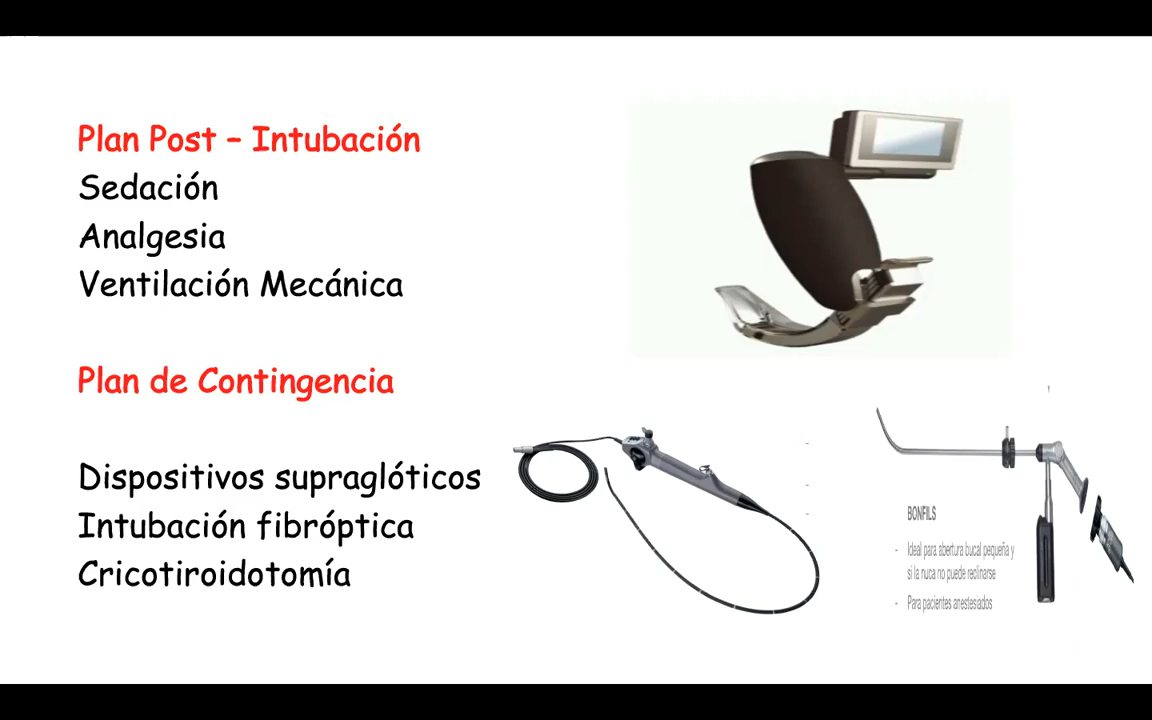 Plan Post – Intubación
Sedación
Analgesia
Ventilación Mecánica
Plan de Contingencia
Dispositivos supraglóticos
Intubación fibróptica
Cricotiroidotomía
BONFILS
- Ideal para abertura bucal pequeña y
si la nuca no puede reclinarse
- Para pacientes anestesiados